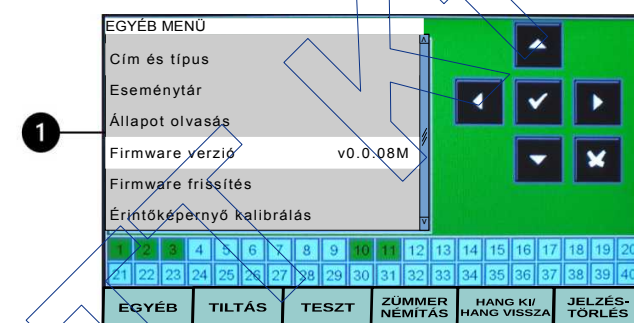 EGYÉB MENÜ
Cím és típus
Eseménytár
Állapot olvasás
1
Firmware verzió v0.0.08M
Firmware frissítés
Érintőképernyő kalibrálás
1 2 3 4 5 6 7 8 9 10 11 12 13 14 15 16 17 18 19 20
21 22 23 24 25 26 27 28 29 30 31 32 33 34 35 36 37 38 39 40
EGYÉB TILTÁS TESZT ZÜMMER NÉMÍTÁS HANG KI/ HANG VISSZA JELZÉS- TÖRLÉS